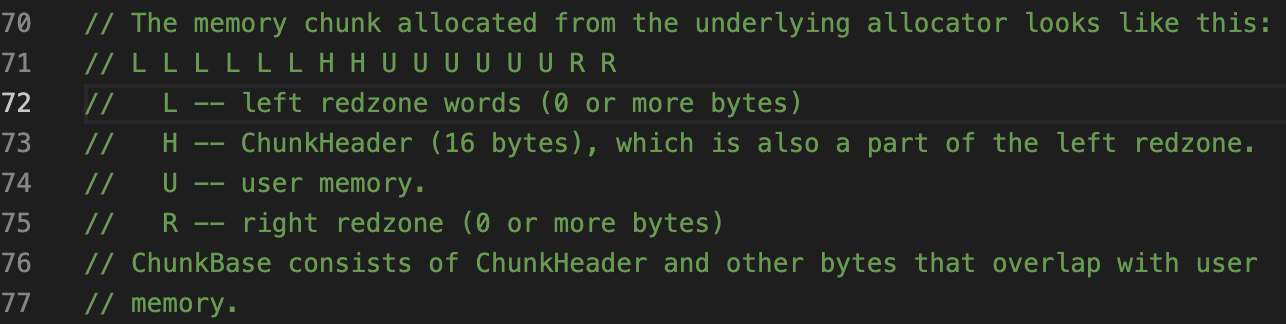 70 // The memory chunk allocated from the underlying allocator looks like this:
71 // L L L L L L H H U U U U U U R R
72 //   L -- left redzone words (0 or more bytes)
73 //   H -- ChunkHeader (16 bytes), which is also a part of the left redzone.
74 //   U -- user memory.
75 //   R -- right redzone (0 or more bytes)
76 // ChunkBase consists of ChunkHeader and other bytes that overlap with user
77 // memory.